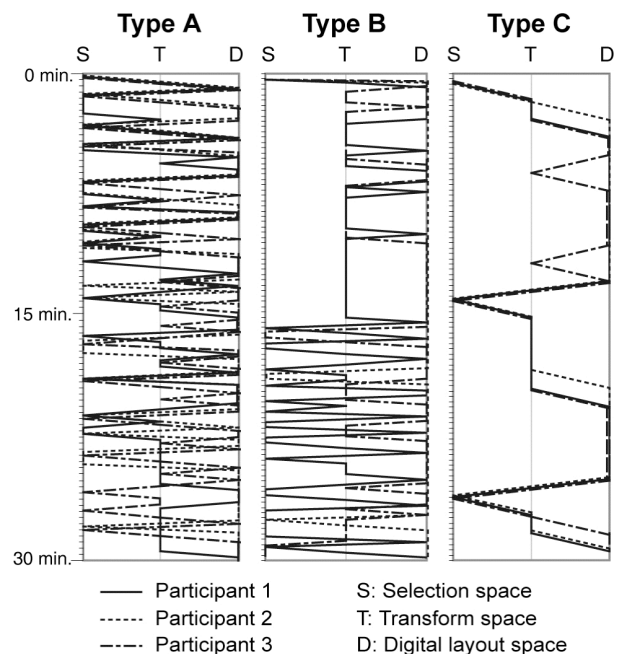 Type A Type B Type C
S T D S T D S T D
0 min.
15 min.
30 min.
Participant 1 S: Selection space
Participant 2 T: Transform space
Participant 3 D: Digital layout space